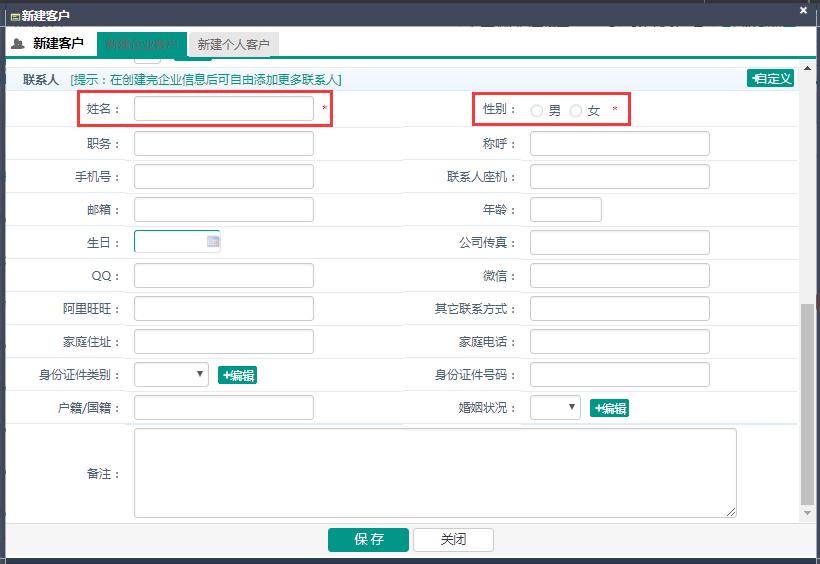 新建客户
新建客户 新建企业客户 新建个人客户
联系人 [提示：在创建完企业信息后可自由添加更多联系人] +自定义
姓名： * 性别： 男 女 *
职务： 称呼：
手机号： 联系人座机：
邮箱： 年龄：
生日： 公司传真：
QQ： 微信：
阿里旺旺： 其它联系方式：
家庭住址： 家庭电话：
身份证件类别： +编辑 身份证件号码：
户籍/国籍： 婚姻状况： +编辑
备注：
保存 关闭